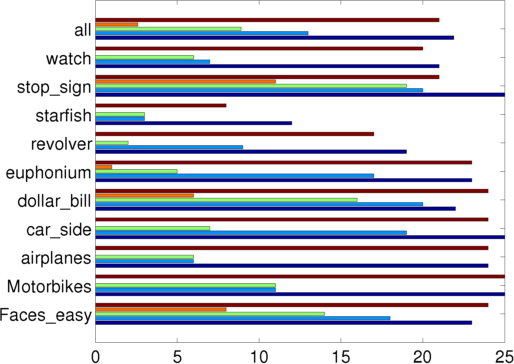 all
watch
stop_sign
starfish
revolver
euphonium
dollar_bill
car_side
airplanes
Motorbikes
Faces_easy
0 5 10 15 20 25